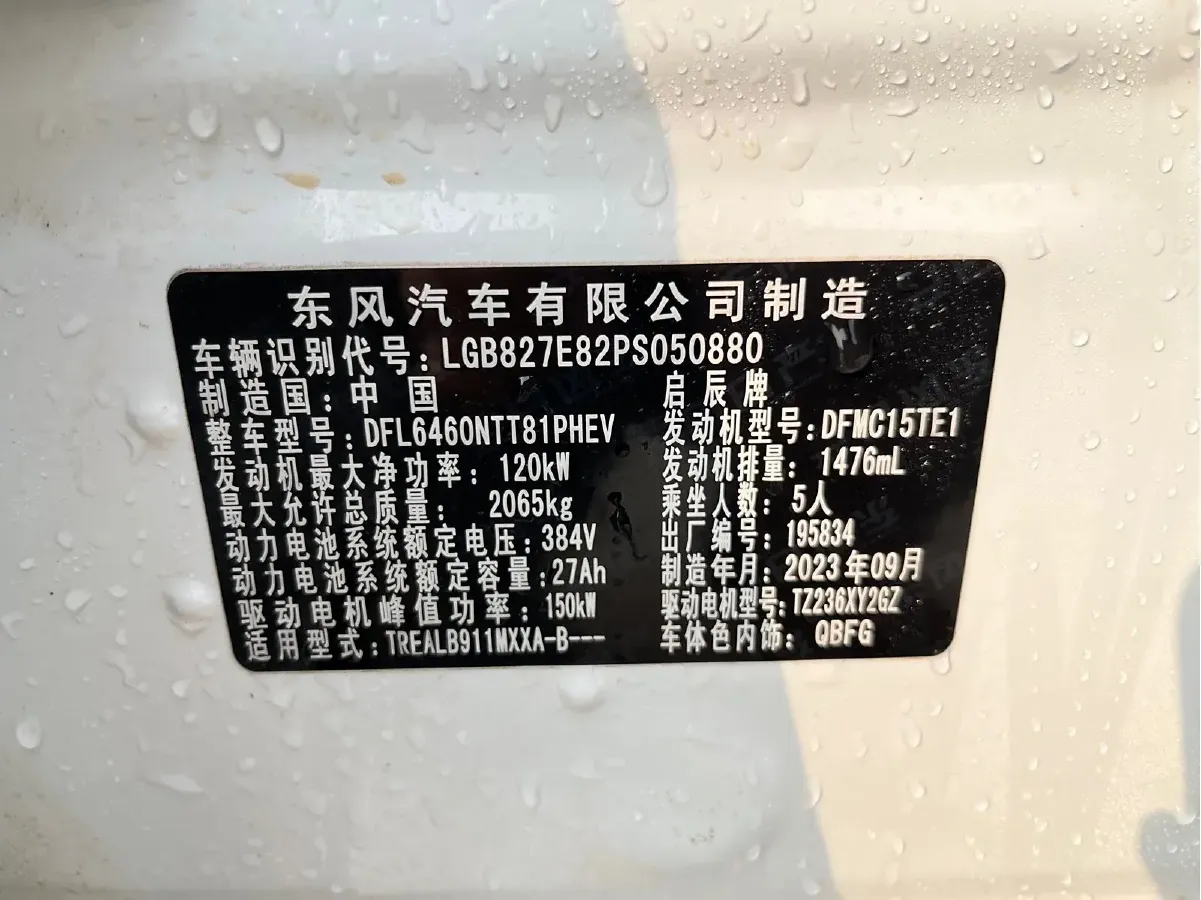 东风汽车有限公司制造
车辆识别代号：LGB827E82PS050880
制造国：中 国 启辰牌
整车型号：DFL6460NTT81PHEV 发动机型号：DFMC15TE1
发动机最大净功率：120kW 发动机排量：1476mL
最大允许总质量：2065kg 乘坐人数：5人
动力电池系统额定电压：384V 出厂编号：195834
动力电池系统额定容量：27Ah 制造年月：2023年09月
驱动电机峰值功率：150kW 驱动电机型号：TZ236XY2GZ
适用型式：TREALB911MXXA-B--- 车体色内饰：QBFG